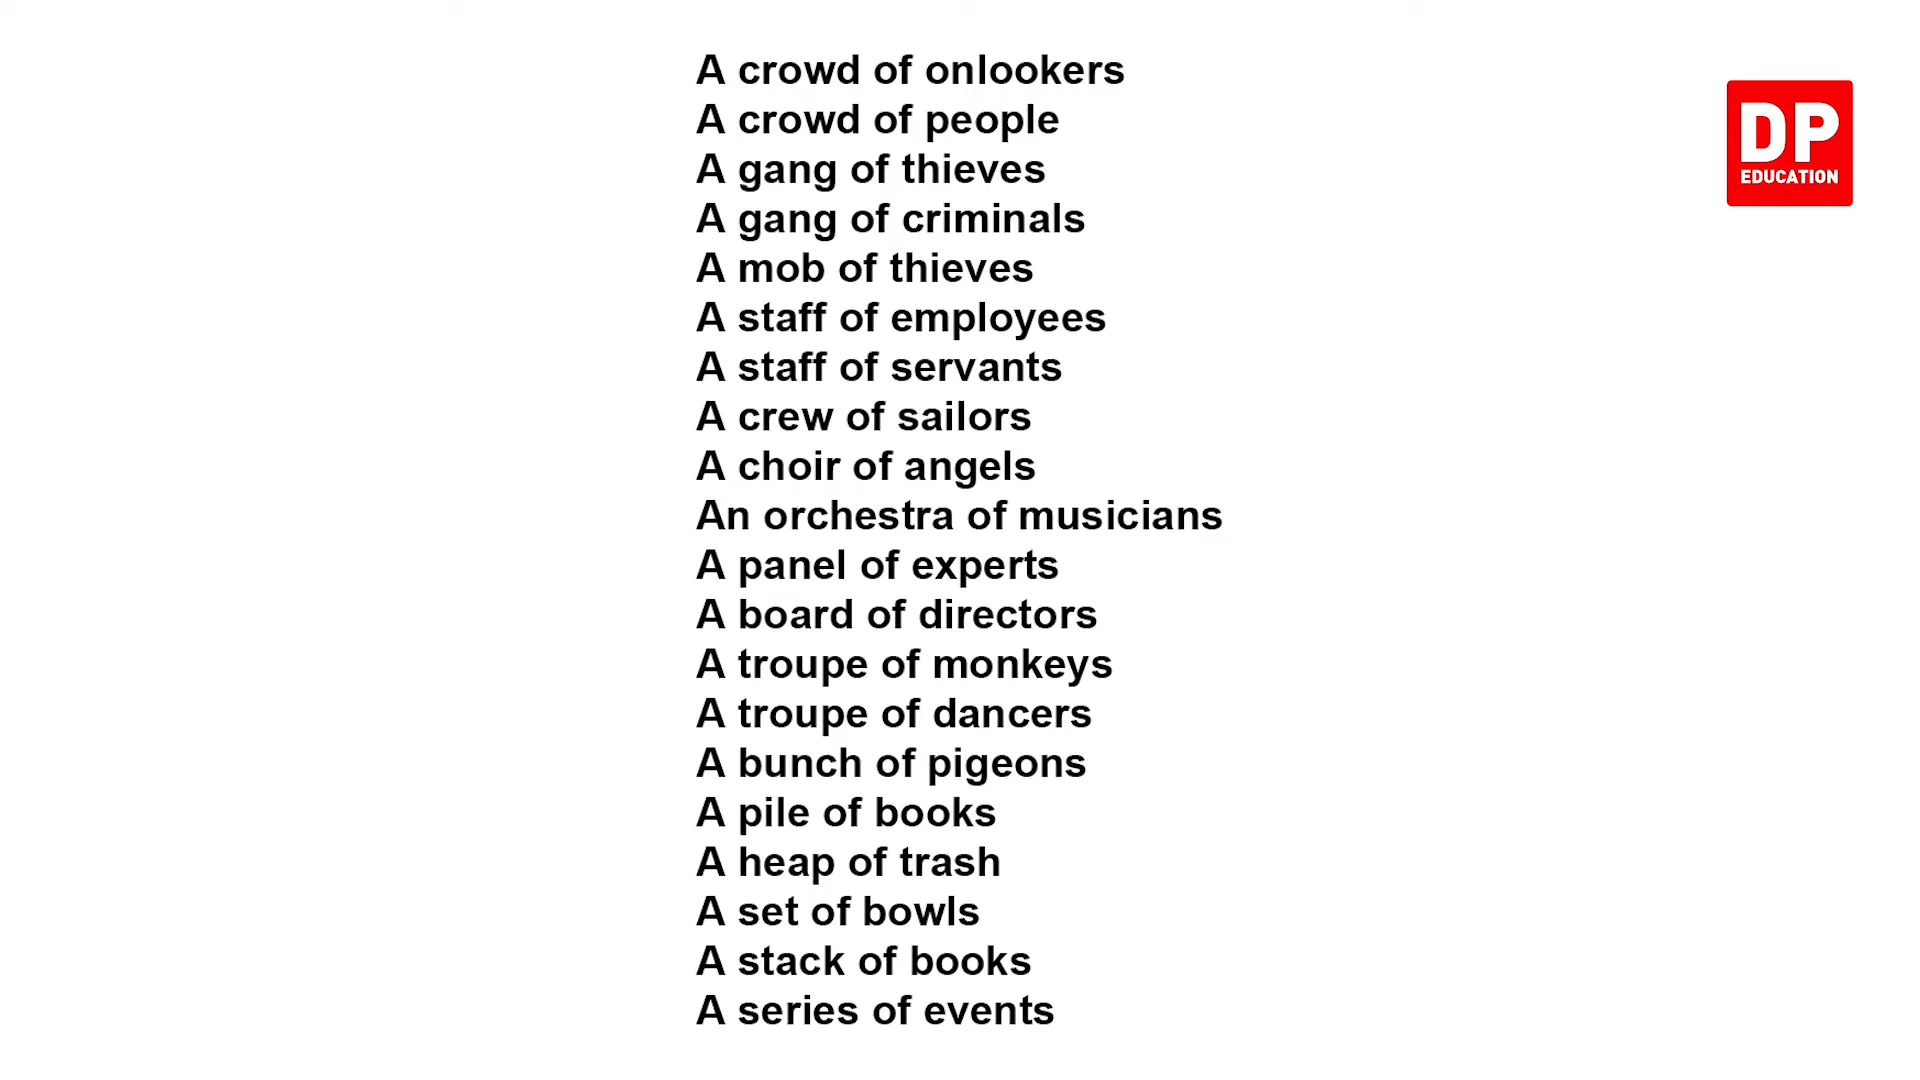 A crowd of onlookers
A crowd of people
A gang of thieves
A gang of criminals
A mob of thieves
A staff of employees
A staff of servants
A crew of sailors
A choir of angels
An orchestra of musicians
A panel of experts
A board of directors
A troupe of monkeys
A troupe of dancers
A bunch of pigeons
A pile of books
A heap of trash
A set of bowls
A stack of books
A series of events
DP
EDUCATION